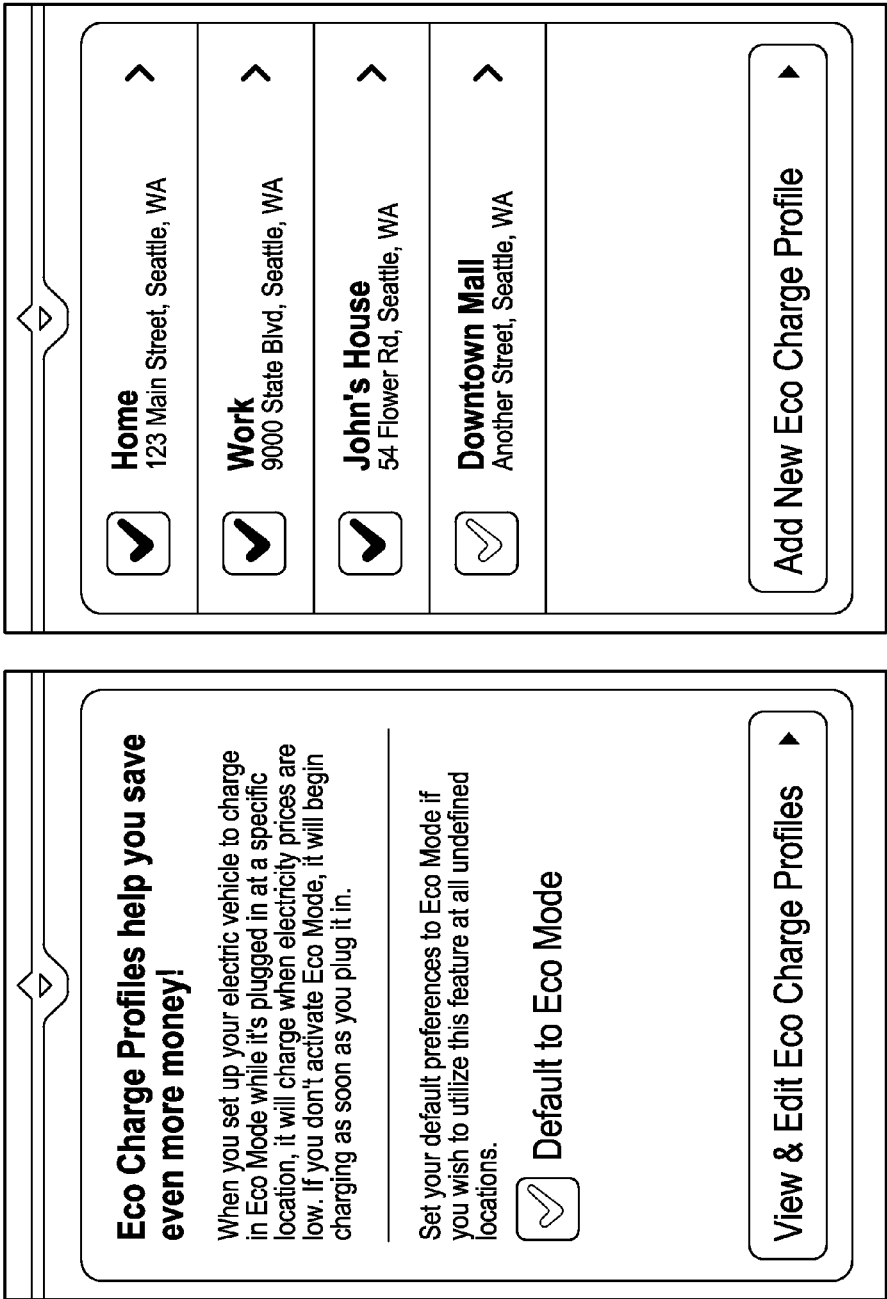 Eco Charge Profiles help you save
even more money!
When you set up your electric vehicle to charge
in Eco Mode while it's plugged in at a specific
location, it will charge when electricity prices are
low. If you don't activate Eco Mode, it will begin
charging as soon as you plug it in.
Set your default preferences to Eco Mode if
you wish to utilize this feature at all undefined
locations.
Default to Eco Mode
View & Edit Eco Charge Profiles
Home
123 Main Street, Seattle, WA
Work
9000 State Blvd, Seattle, WA
John's House
54 Flower Rd, Seattle, WA
Downtown Mall
Another Street, Seattle, WA
Add New Eco Charge Profile